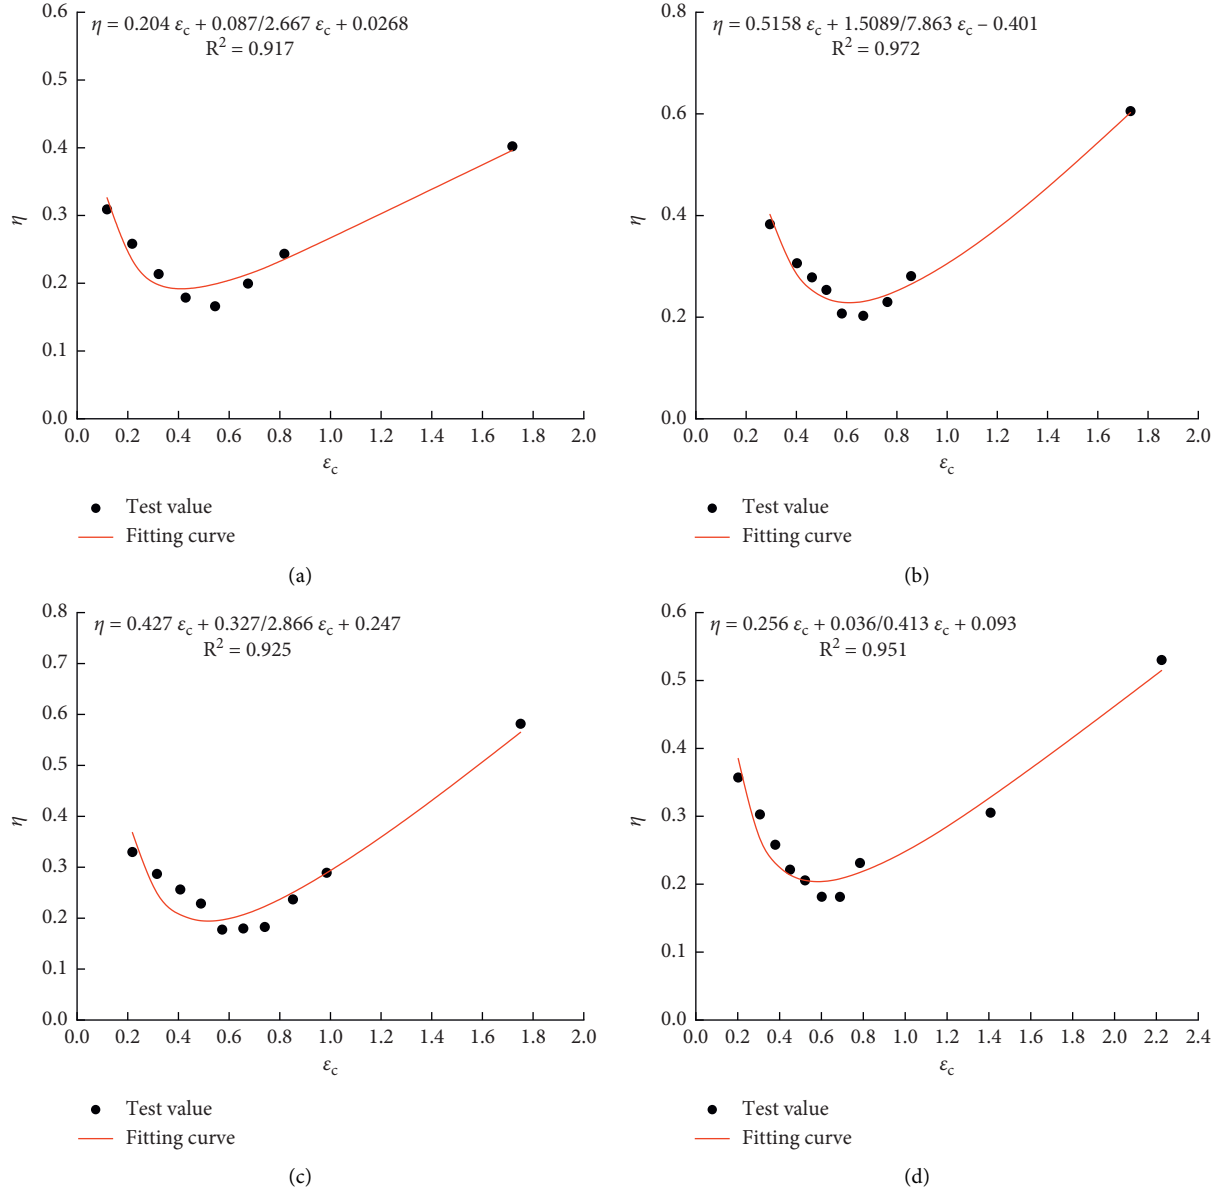 η = 0.204 εc + 0.087/2.667 εc + 0.0268
R² = 0.917
0.6
0.5
0.4
0.3
0.2
0.1
0.0
η
0.0 0.2 0.4 0.6 0.8 1.0 1.2 1.4 1.6 1.8 2.0
εc
Test value
Fitting curve
(a)
η = 0.5158 εc + 1.5089/7.863 εc – 0.401
R² = 0.972
0.8
0.6
0.4
0.2
0.0
η
0.0 0.2 0.4 0.6 0.8 1.0 1.2 1.4 1.6 1.8 2.0
εc
Test value
Fitting curve
(b)
η = 0.427 εc + 0.327/2.866 εc + 0.247
R² = 0.925
0.8
0.7
0.6
0.5
0.4
0.3
0.2
0.1
0.0
η
0.0 0.2 0.4 0.6 0.8 1.0 1.2 1.4 1.6 1.8 2.0
εc
Test value
Fitting curve
(c)
η = 0.256 εc + 0.036/0.413 εc + 0.093
R² = 0.951
0.6
0.5
0.4
0.3
0.2
0.1
0.0
η
0.0 0.2 0.4 0.6 0.8 1.0 1.2 1.4 1.6 1.8 2.0 2.2 2.4
εc
Test value
Fitting curve
(d)